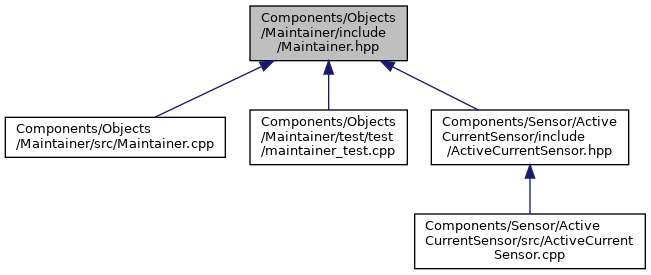 Components/Objects
/Maintainer/include
/Maintainer.hpp
Components/Objects
/Maintainer/src/Maintainer.cpp
Components/Objects
/Maintainer/test/test
/maintainer_test.cpp
Components/Sensor/Active
CurrentSensor/include
/ActiveCurrentSensor.hpp
Components/Sensor/Active
CurrentSensor/src/ActiveCurrent
Sensor.cpp